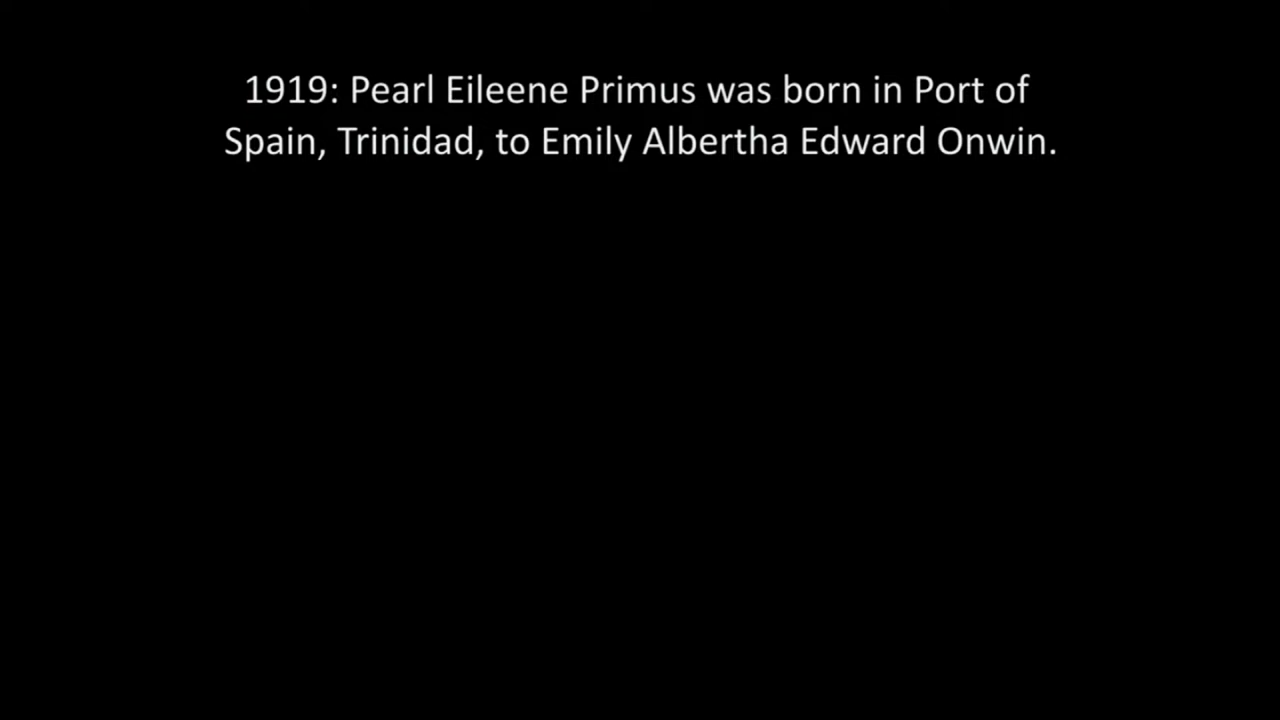 1919: Pearl Eileene Primus was born in Port of
Spain, Trinidad, to Emily Albertha Edward Onwin.